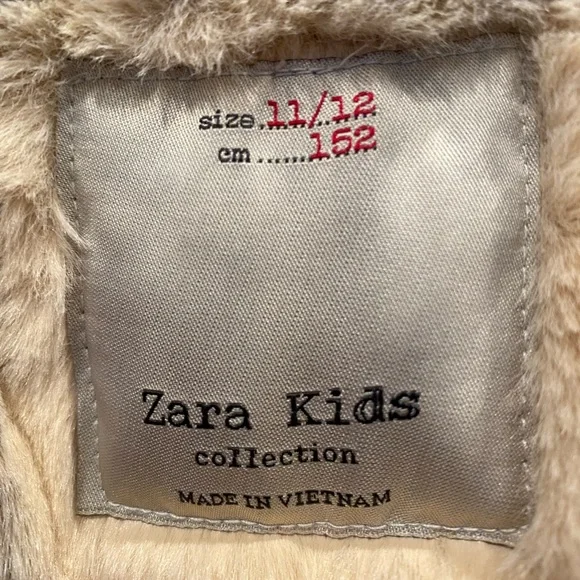 size.11/12
cm......152
Zara Kids
collection
MADE IN VIETNAM